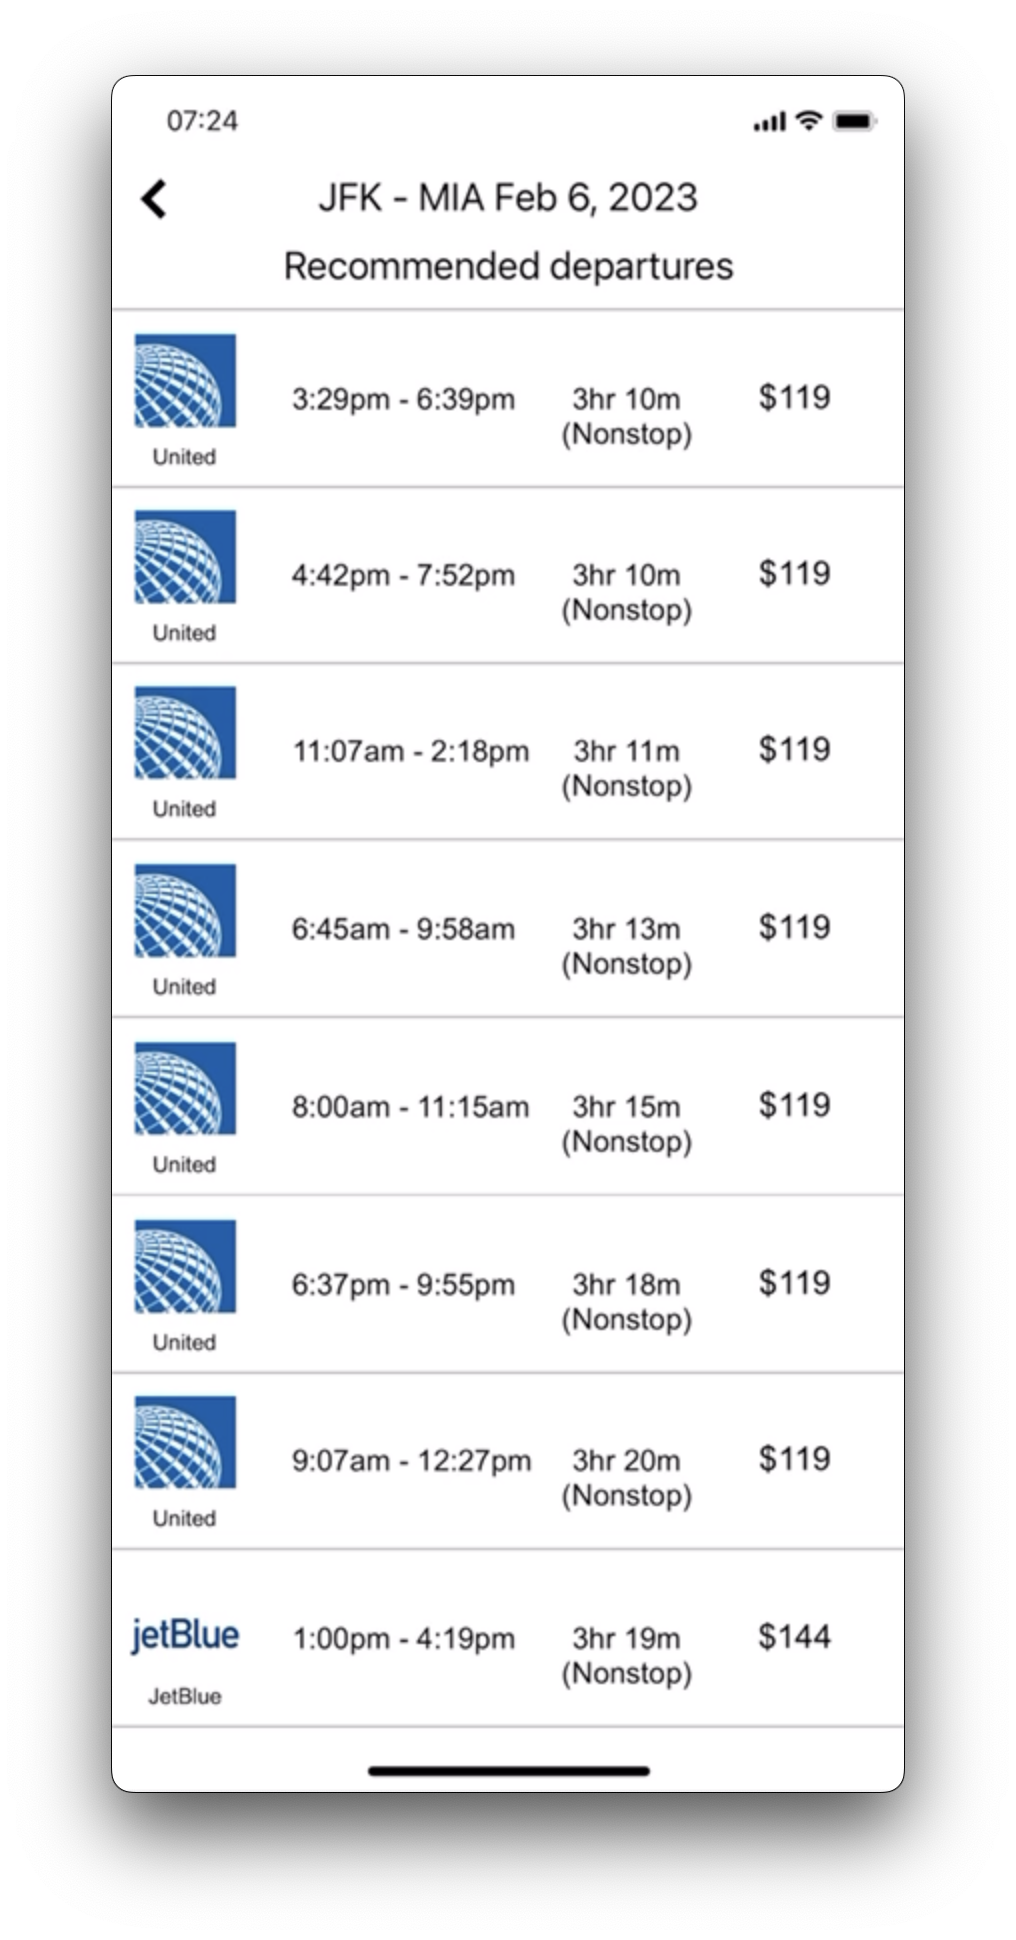 07:24
JFK - MIA Feb 6, 2023
Recommended departures
3:29pm - 6:39pm 3hr 10m $119
(Nonstop)
United
4:42pm - 7:52pm 3hr 10m $119
(Nonstop)
United
11:07am - 2:18pm 3hr 11m $119
(Nonstop)
United
6:45am - 9:58am 3hr 13m $119
(Nonstop)
United
8:00am - 11:15am 3hr 15m $119
(Nonstop)
United
6:37pm - 9:55pm 3hr 18m $119
(Nonstop)
United
9:07am - 12:27pm 3hr 20m $119
(Nonstop)
United
jetBlue 1:00pm - 4:19pm 3hr 19m $144
(Nonstop)
JetBlue